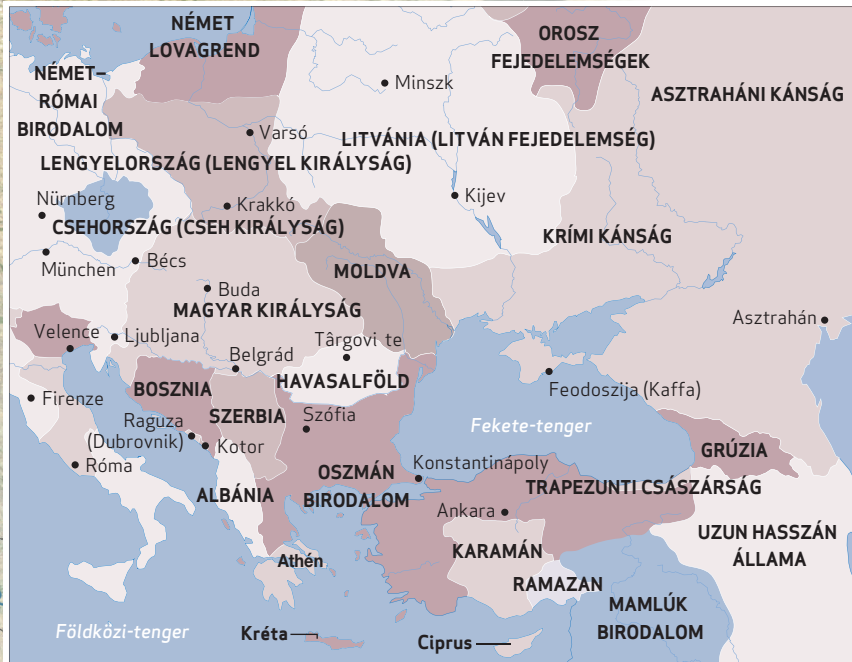 NÉMET
LOVAGREND
OROSZ
FEJEDELEMSÉGEK
NÉMET–
RÓMAI
BIRODALOM
Minszk
ASZTRAHÁNI KÁNSÁG
Varsó
LITVÁNIA (LITVÁN FEJEDELEMSÉG)
LENGYELORSZÁG (LENGYEL KIRÁLYSÁG)
Nürnberg
Krakkó
Kijev
CSEHORSZÁG (CSEH KIRÁLYSÁG)
KRÍMI KÁNSÁG
München
Bécs
MOLDVA
Buda
MAGYAR KIRÁLYSÁG
Asztrahán
Velence
Ljubljana
Târgovi te
Belgrád
HAVASALFÖLD
Feodoszija (Kaffa)
BOSZNIA
Firenze
SZERBIA
Szófia
Raguza
(Dubrovnik)
Kotor
Fekete-tenger
GRÚZIA
Róma
Konstantinápoly
OSZMÁN
BIRODALOM
ALBÁNIA
TRAPEZUNTI CSÁSZÁRSÁG
Ankara
UZUN HASSZÁN
ÁLLAMA
KARAMÁN
Athén
RAMAZAN
MAMLÚK
BIRODALOM
Földközi-tenger
Kréta
Ciprus